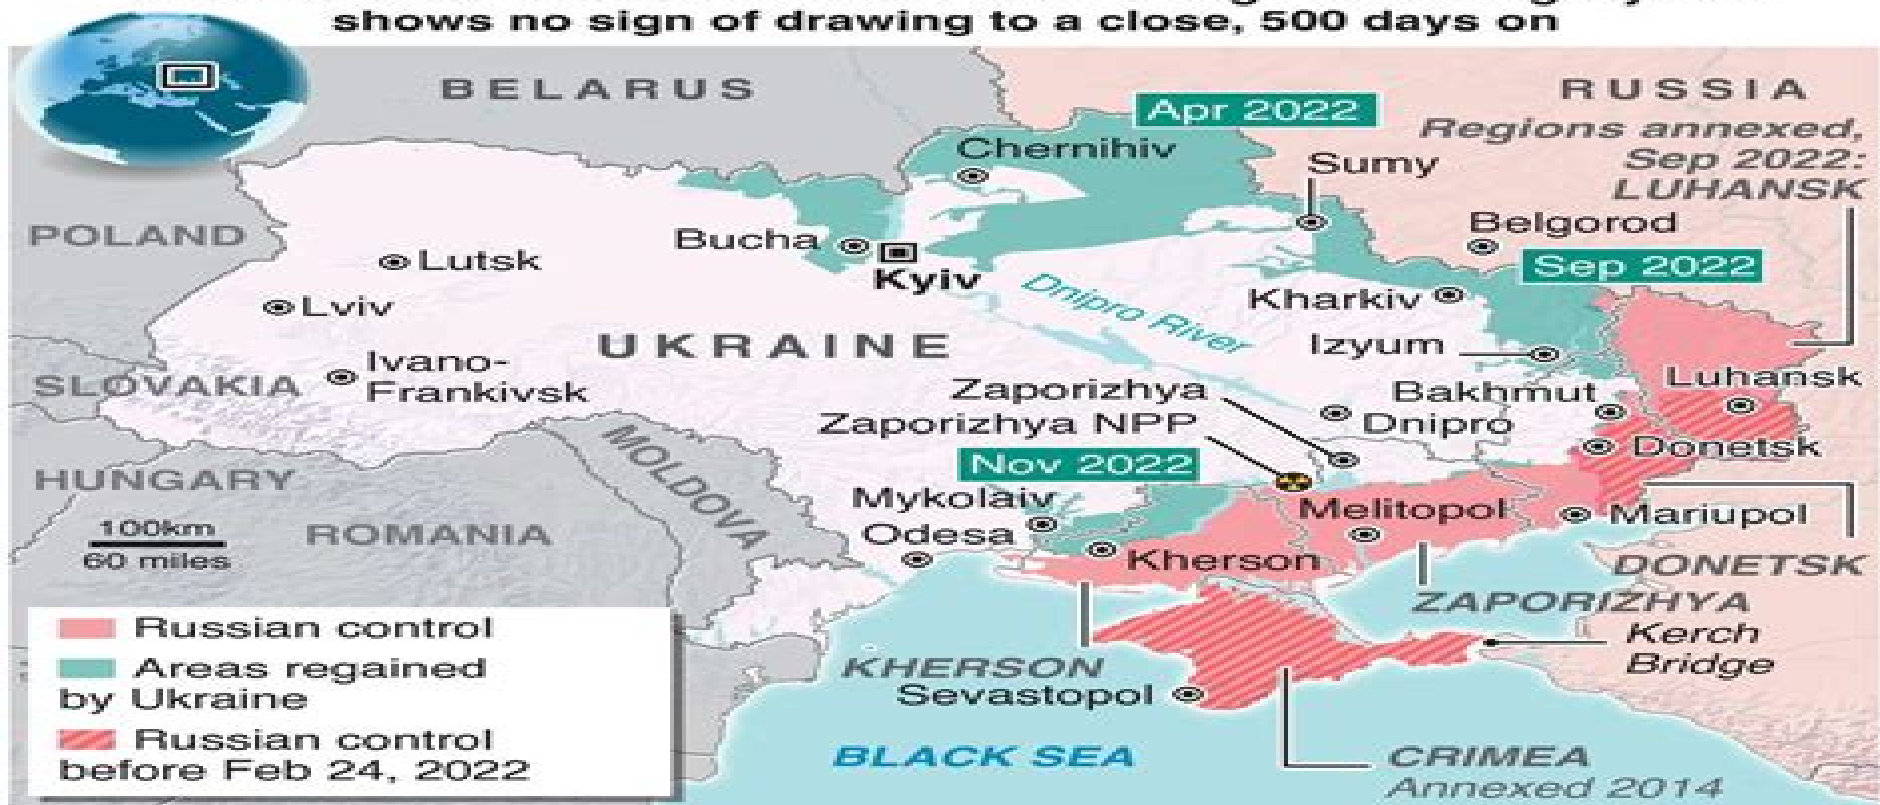 shows no sign of drawing to a close, 500 days on
BELARUS
RUSSIA
Apr 2022
Regions annexed,
Sep 2022:
LUHANSK
Chernihiv
Sumy
POLAND
Belgorod
Bucha
Kyiv
Lutsk
Sep 2022
Lviv
Dnipro River
Kharkiv
UKRAINE
Izyum
Ivano-
Frankivsk
SLOVAKIA
Zaporizhya
Bakhmut
Luhansk
Zaporizhya NPP
Dnipro
Donetsk
MOLDOVA
Nov 2022
HUNGARY
Mykolaiv
Melitopol
Mariupol
100km
60 miles
ROMANIA
Odesa
Kherson
DONETSK
ZAPORIZHYA
Russian control
Kerch
Bridge
Areas regained
by Ukraine
KHERSON
Sevastopol
Russian control
before Feb 24, 2022
BLACK SEA
CRIMEA
Annexed 2014